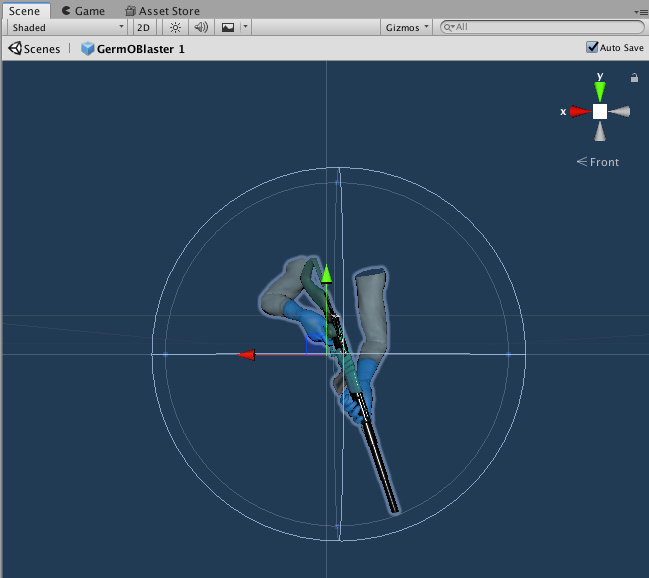 Scene Game Asset Store
Shaded 2D Gizmos All
Scenes GermOBlaster 1 Auto Save
y
x
Front